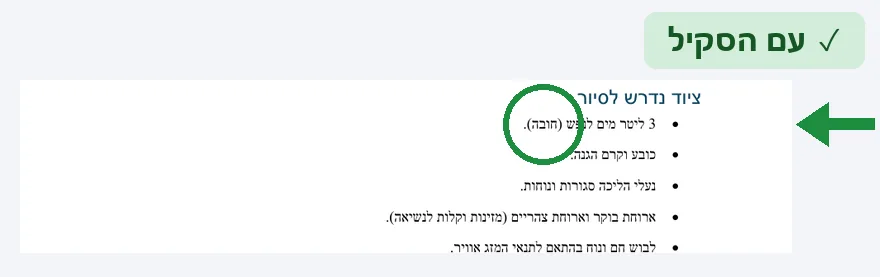 ✓ עם הסקיל
ציוד נדרש לסיור
• 3 ליטר מים לנפש (חובה).
• כובע וקרם הגנה.
• נעלי הליכה סגורות ונוחות.
• ארוחת בוקר וארוחת צהריים (מזינות וקלות לנשיאה).
• לבוש חם ונוח בהתאם לתנאי המזג אוויר.